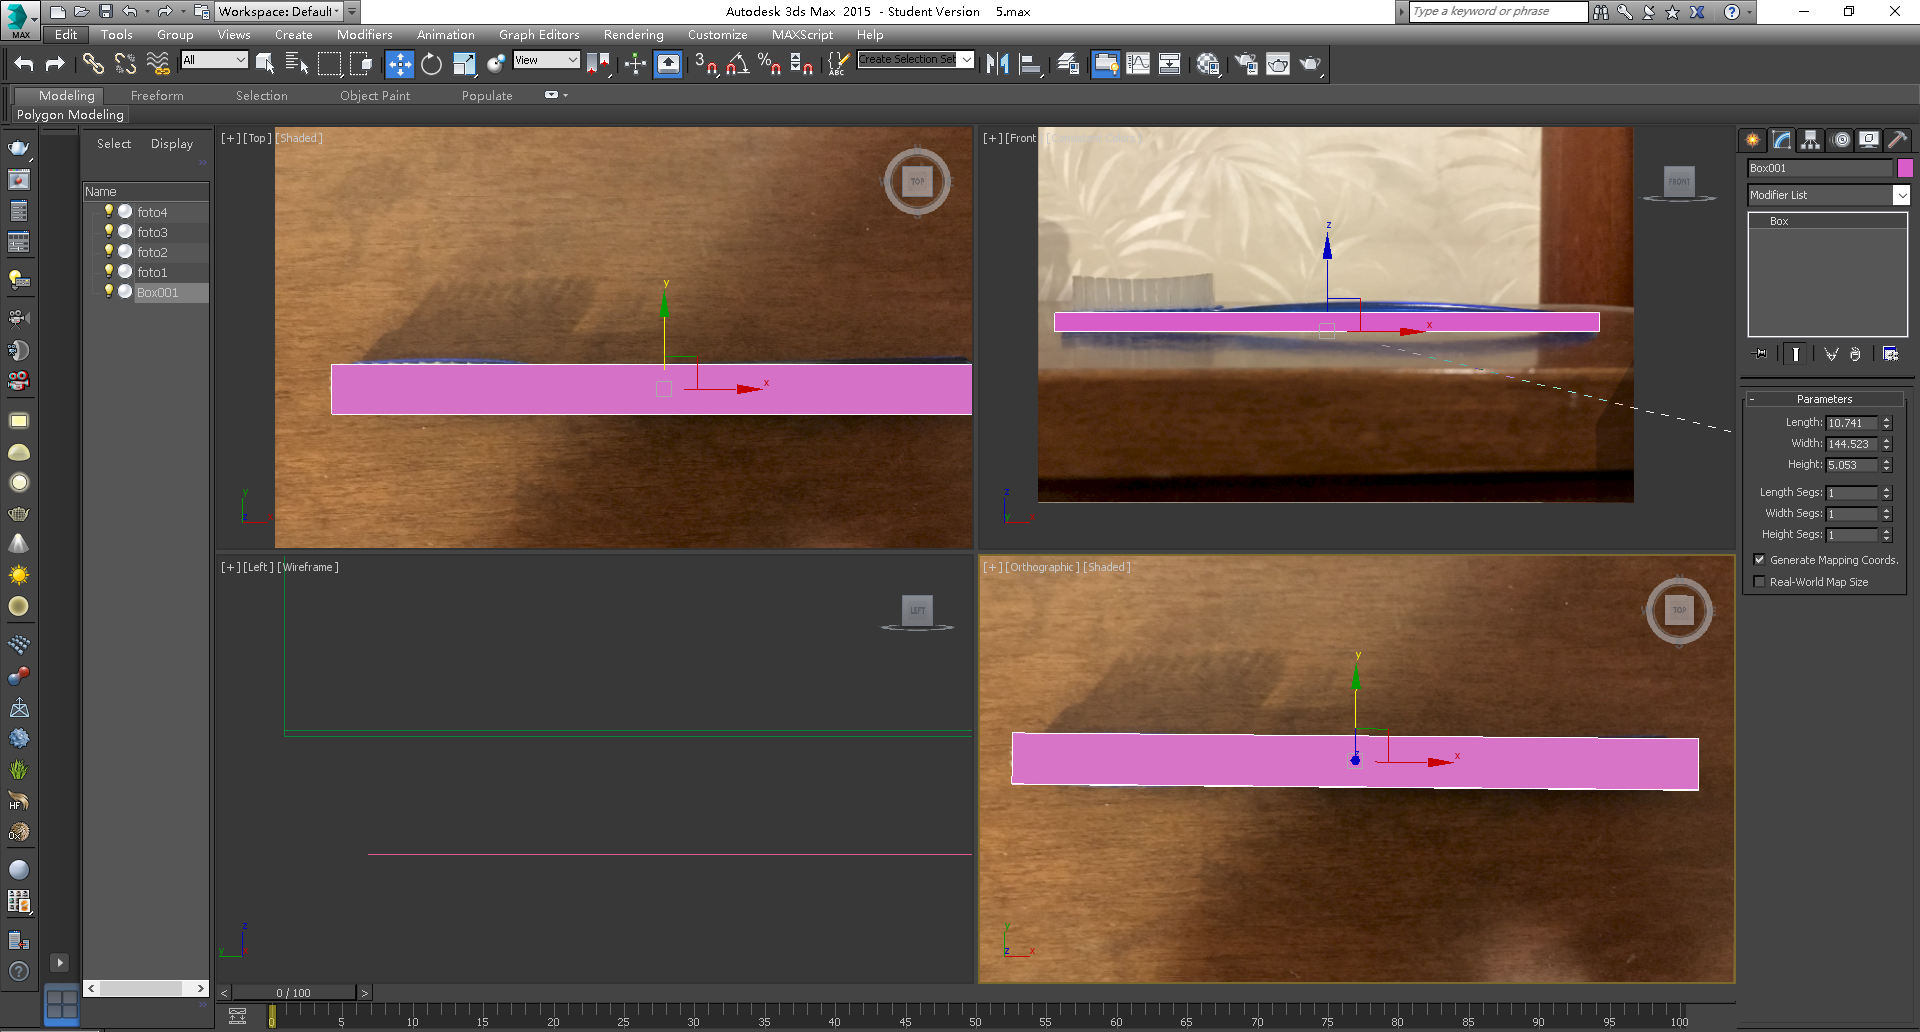 Workspace: Default
Autodesk 3ds Max 2015 - Student Version 5.max
Type a keyword or phrase
MAX
Edit Tools Group Views Create Modifiers Animation Graph Editors Rendering Customize MAXScript Help
All
View
3
%
ABC
Create Selection Set
Modeling Freeform Selection Object Paint Populate
Polygon Modeling
Select Display
Name
foto4
foto3
foto2
foto1
Box001
[+][Top][Shaded]
TOP
y
x
[+][Front
FRONT
z
x
[+][Left][Wireframe]
LEFT
z
y
[+][Orthographic][Shaded]
TOP
y
x
Box001
Modifier List
Box
Parameters
Length: 10.741
Width: 144.523
Height: 5.053
Length Segs: 1
Width Segs: 1
Height Segs: 1
Generate Mapping Coords.
Real-World Map Size
HF
Ox
0 / 100
0 5 10 15 20 25 30 35 40 45 50 55 60 65 70 75 80 85 90 95 100